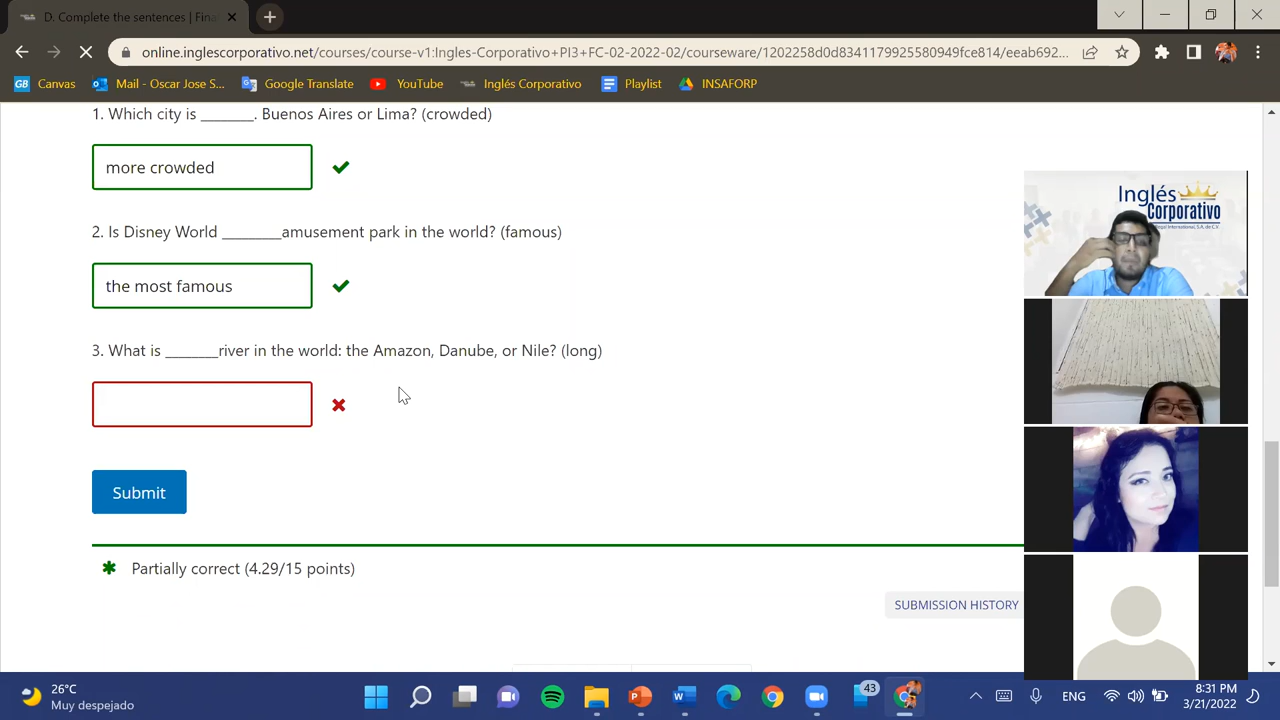 D. Complete the sentences | Fina
online.inglescorporativo.net/courses/course-v1:Ingles-Corporativo+PI3+FC-02-2022-02/courseware/1202258d0d8341179925580949fce814/eeab692...
GB Canvas Mail - Oscar Jose S... Google Translate YouTube Inglés Corporativo Playlist INSAFORP
1. Which city is _______. Buenos Aires or Lima? (crowded)
more crowded
2. Is Disney World ________amusement park in the world? (famous)
the most famous
3. What is _______river in the world: the Amazon, Danube, or Nile? (long)
Submit
Partially correct (4.29/15 points)
SUBMISSION HISTORY
Inglés
Corporativo
26°C
Muy despejado
43
ENG
8:31 PM
3/21/2022